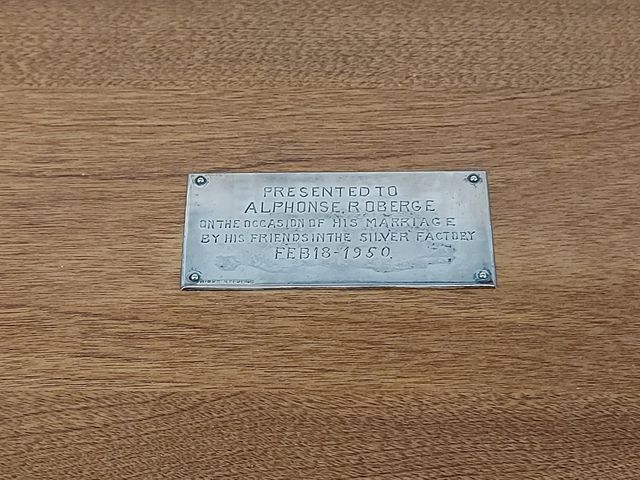 PRESENTED TO
ALPHONSE.ROBERGE
ON THE OCCASION OF HIS MARRIAGE
BY HIS FRIENDS IN THE SILVER FACTORY
FEB 18-1950.